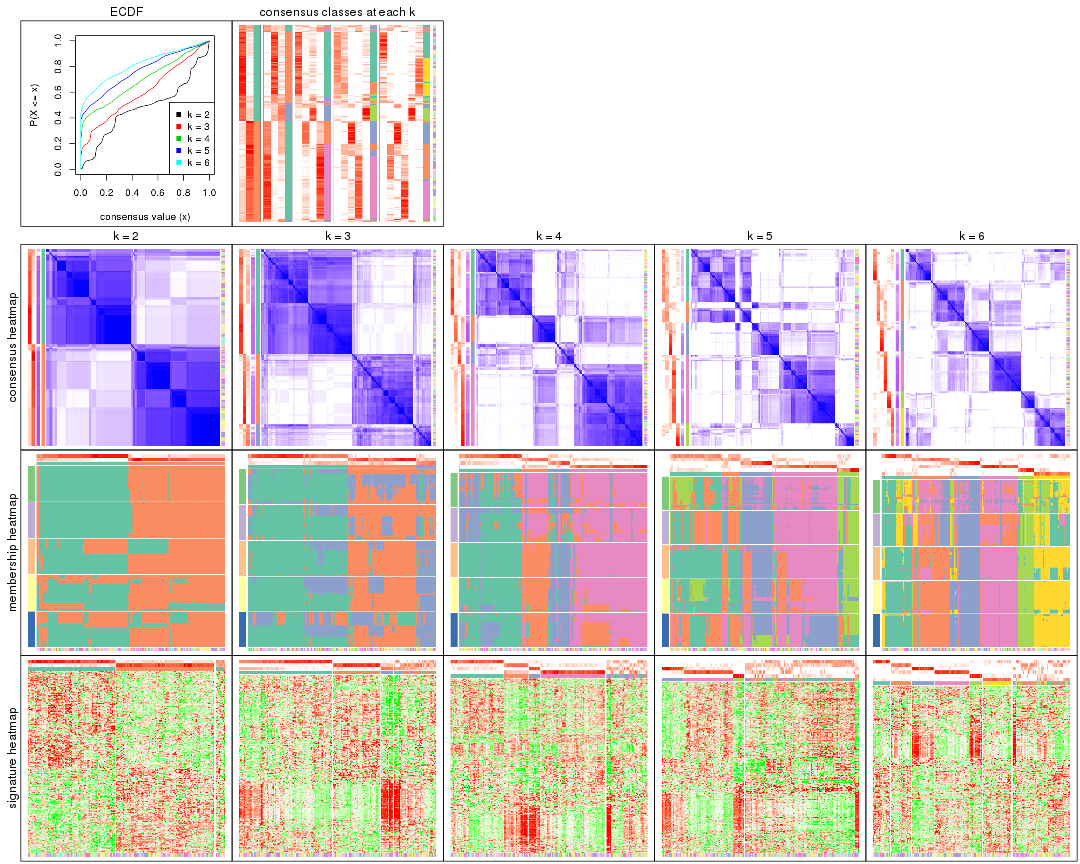 ECDF
consensus classes at each k
P(X <= x)
1.0
0.8
0.6
0.4
0.2
0.0
k = 2
k = 3
k = 4
k = 5
k = 6
0.0 0.2 0.4 0.6 0.8 1.0
consensus value (x)
k = 2 k = 3 k = 4 k = 5 k = 6
consensus heatmap
membership heatmap
signature heatmap